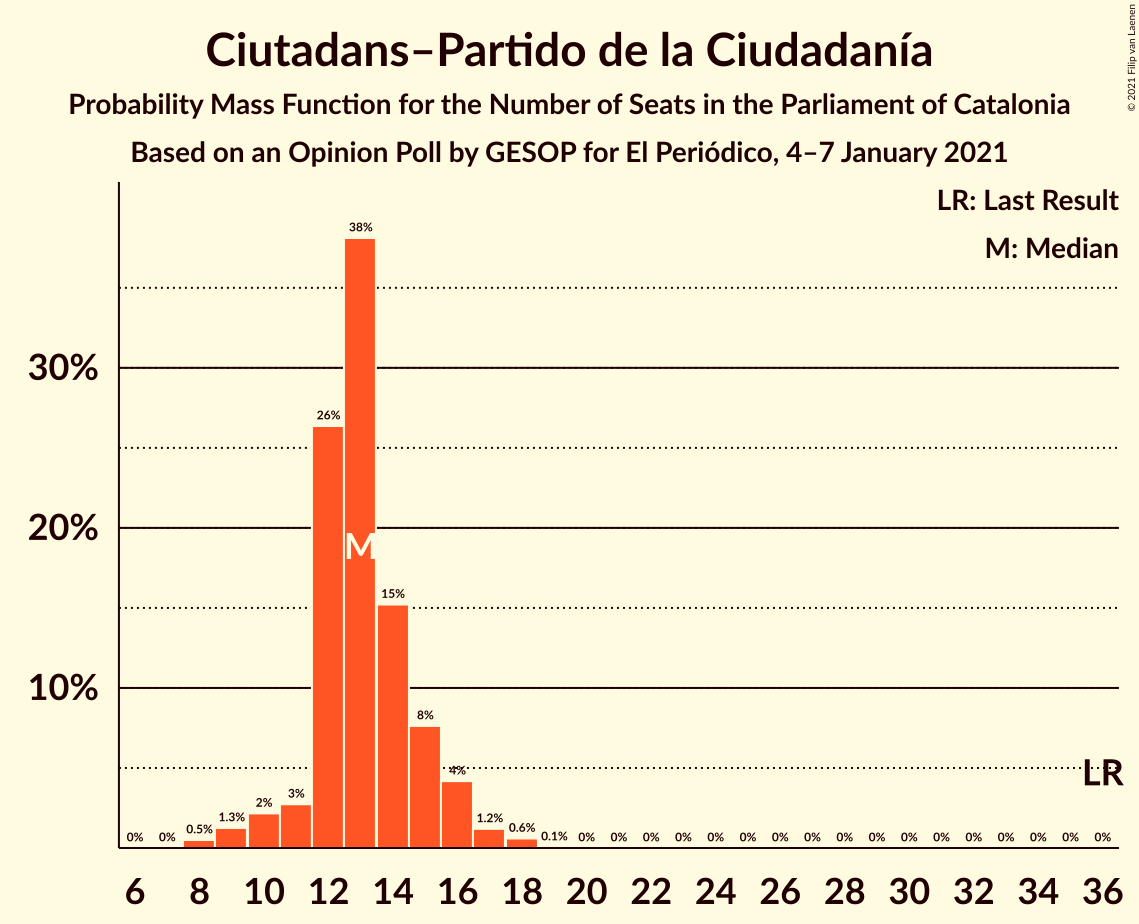 Ciutadans–Partido de la Ciudadanía
Probability Mass Function for the Number of Seats in the Parliament of Catalonia
Based on an Opinion Poll by GESOP for El Periódico, 4–7 January 2021
© 2021 Filip van Laenen
LR: Last Result
M: Median
38%
30%
26%
20%
M
15%
10%
8%
4%
LR
0% 0% 0.5% 1.3% 2% 3% 1.2% 0.6% 0.1% 0% 0% 0% 0% 0% 0% 0% 0% 0% 0% 0% 0% 0% 0% 0% 0% 0%
6 8 10 12 14 16 18 20 22 24 26 28 30 32 34 36